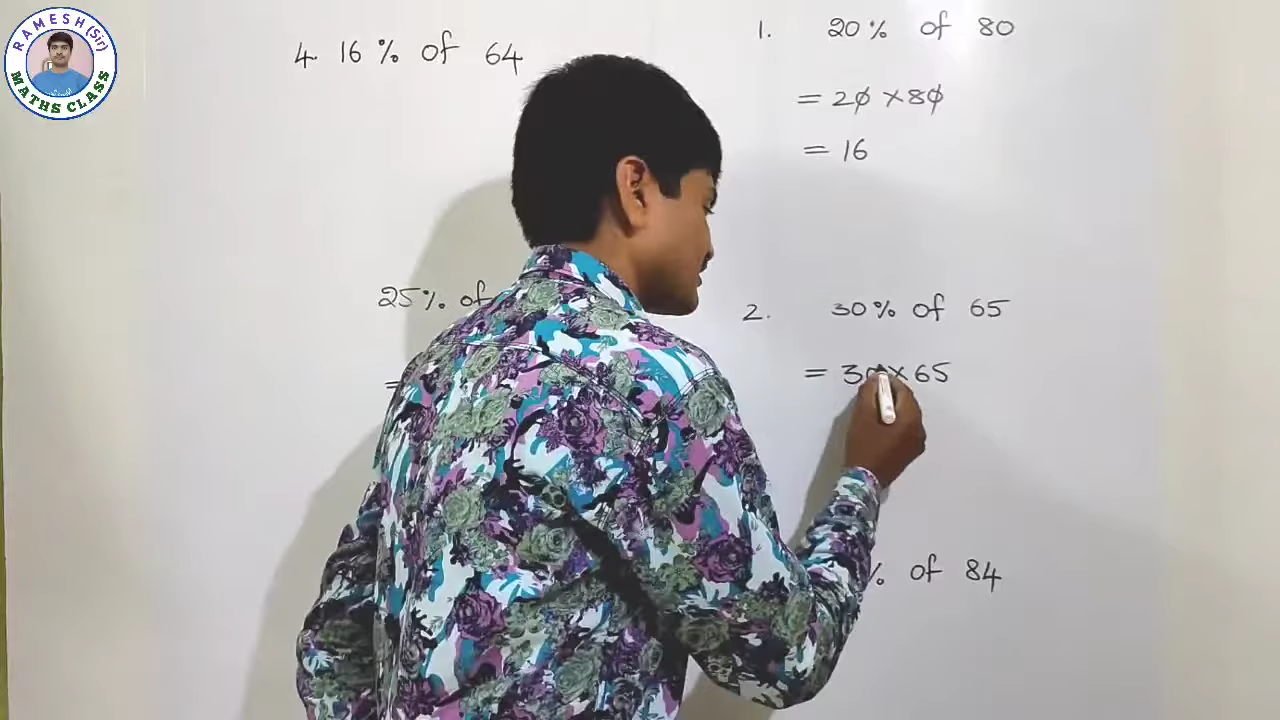 RAMESH (Sir)
MATHS CLASS
4. 16% of 64
25% of
=
1. 20% of 80
= 20 × 80
= 16
2. 30% of 65
= 30 × 65
% of 84